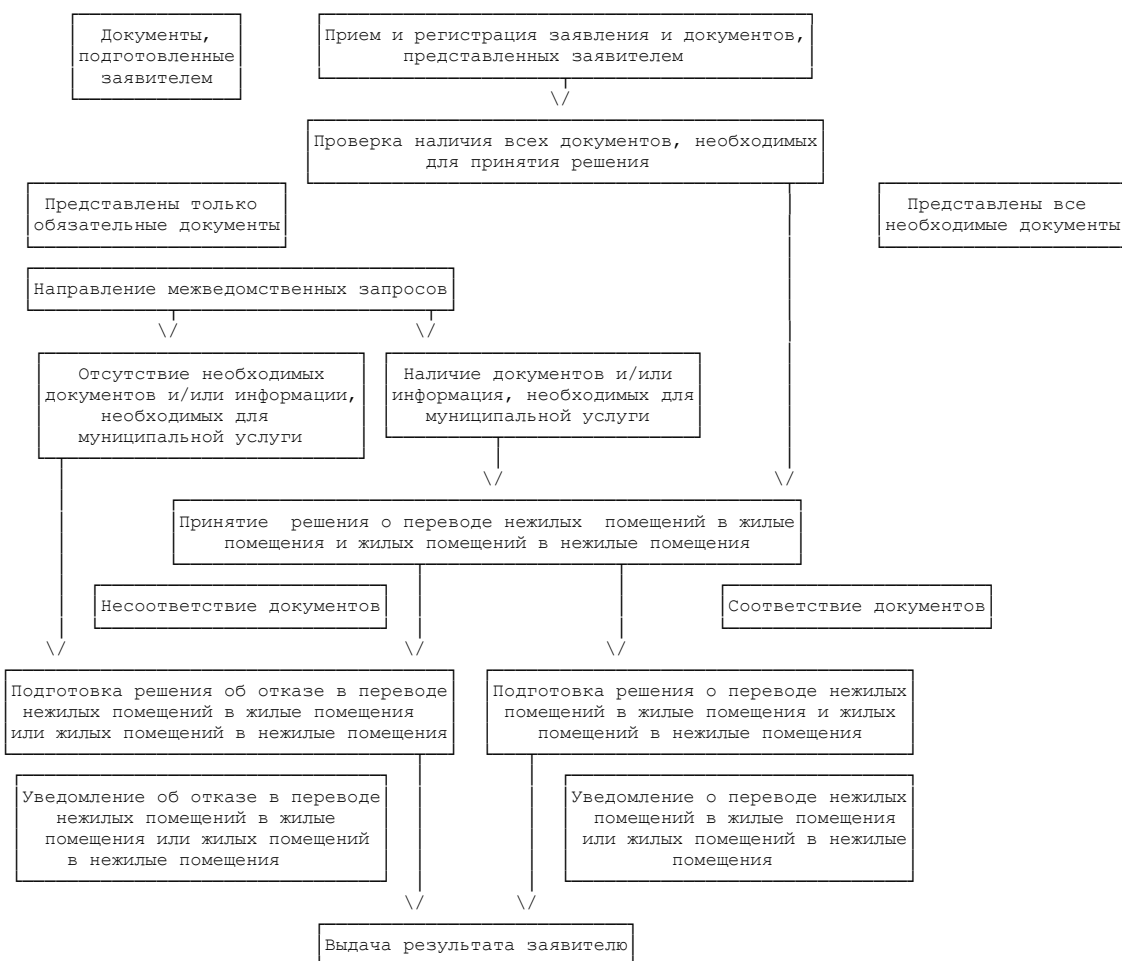 Документы,
подготовленные
заявителем
Прием и регистрация заявления и документов,
представленных заявителем
\/
Проверка наличия всех документов, необходимых
для принятия решения
Представлены только
обязательные документы
Представлены все
необходимые документы
Направление межведомственных запросов
\/ \/
Отсутствие необходимых
документов и/или информации,
необходимых для
муниципальной услуги
Наличие документов и/или
информация, необходимых для
муниципальной услуги
\/ \/
Принятие решения о переводе нежилых помещений в жилые
помещения и жилых помещений в нежилые помещения
Несоответствие документов
Соответствие документов
\/ \/ \/
Подготовка решения об отказе в переводе
нежилых помещений в жилые помещения
или жилых помещений в нежилые помещения
Подготовка решения о переводе нежилых
помещений в жилые помещения и жилых
помещений в нежилые помещения
Уведомление об отказе в переводе
нежилых помещений в жилые
помещения или жилых помещений
в нежилые помещения
Уведомление о переводе нежилых
помещений в жилые помещения
или жилых помещений в нежилые
помещения
\/ \/
Выдача результата заявителю